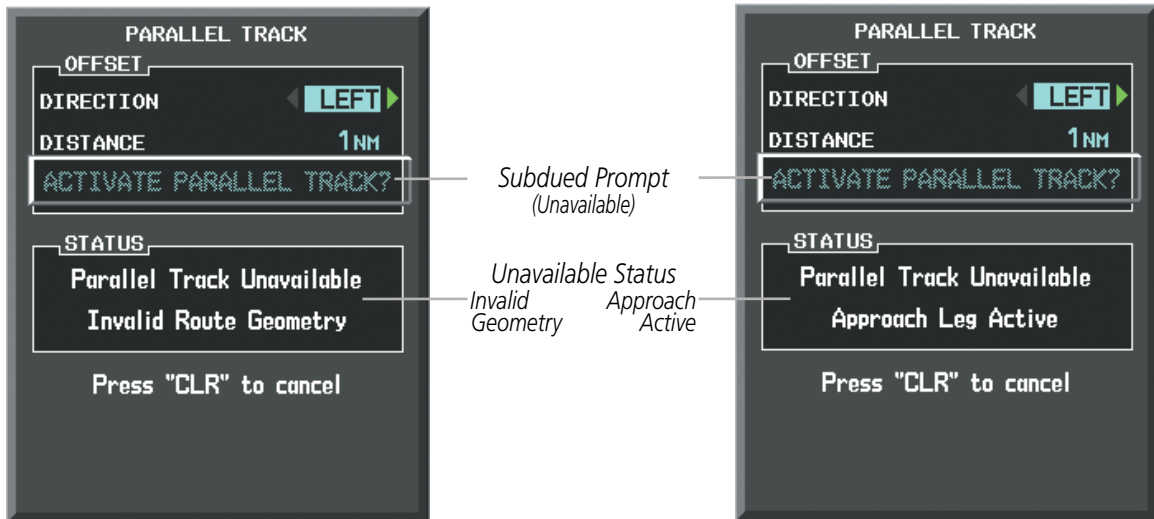 PARALLEL TRACK
OFFSET
DIRECTION LEFT
DISTANCE 1NM
ACTIVATE PARALLEL TRACK?
STATUS
Parallel Track Unavailable
Invalid Route Geometry
Press "CLR" to cancel
Subdued Prompt
(Unavailable)
Unavailable Status
Invalid
Geometry
Approach
Active
PARALLEL TRACK
OFFSET
DIRECTION LEFT
DISTANCE 1NM
ACTIVATE PARALLEL TRACK?
STATUS
Parallel Track Unavailable
Approach Leg Active
Press "CLR" to cancel